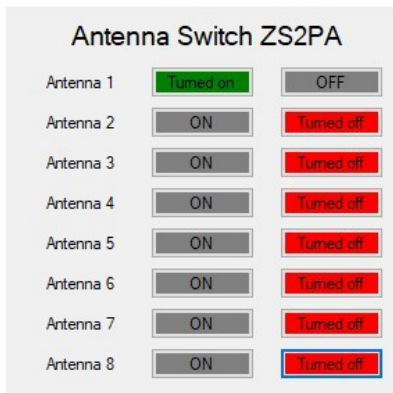 Antenna Switch ZS2PA
Antenna 1 Turned on OFF
Antenna 2 ON Turned off
Antenna 3 ON Turned off
Antenna 4 ON Turned off
Antenna 5 ON Turned off
Antenna 6 ON Turned off
Antenna 7 ON Turned off
Antenna 8 ON Turned off